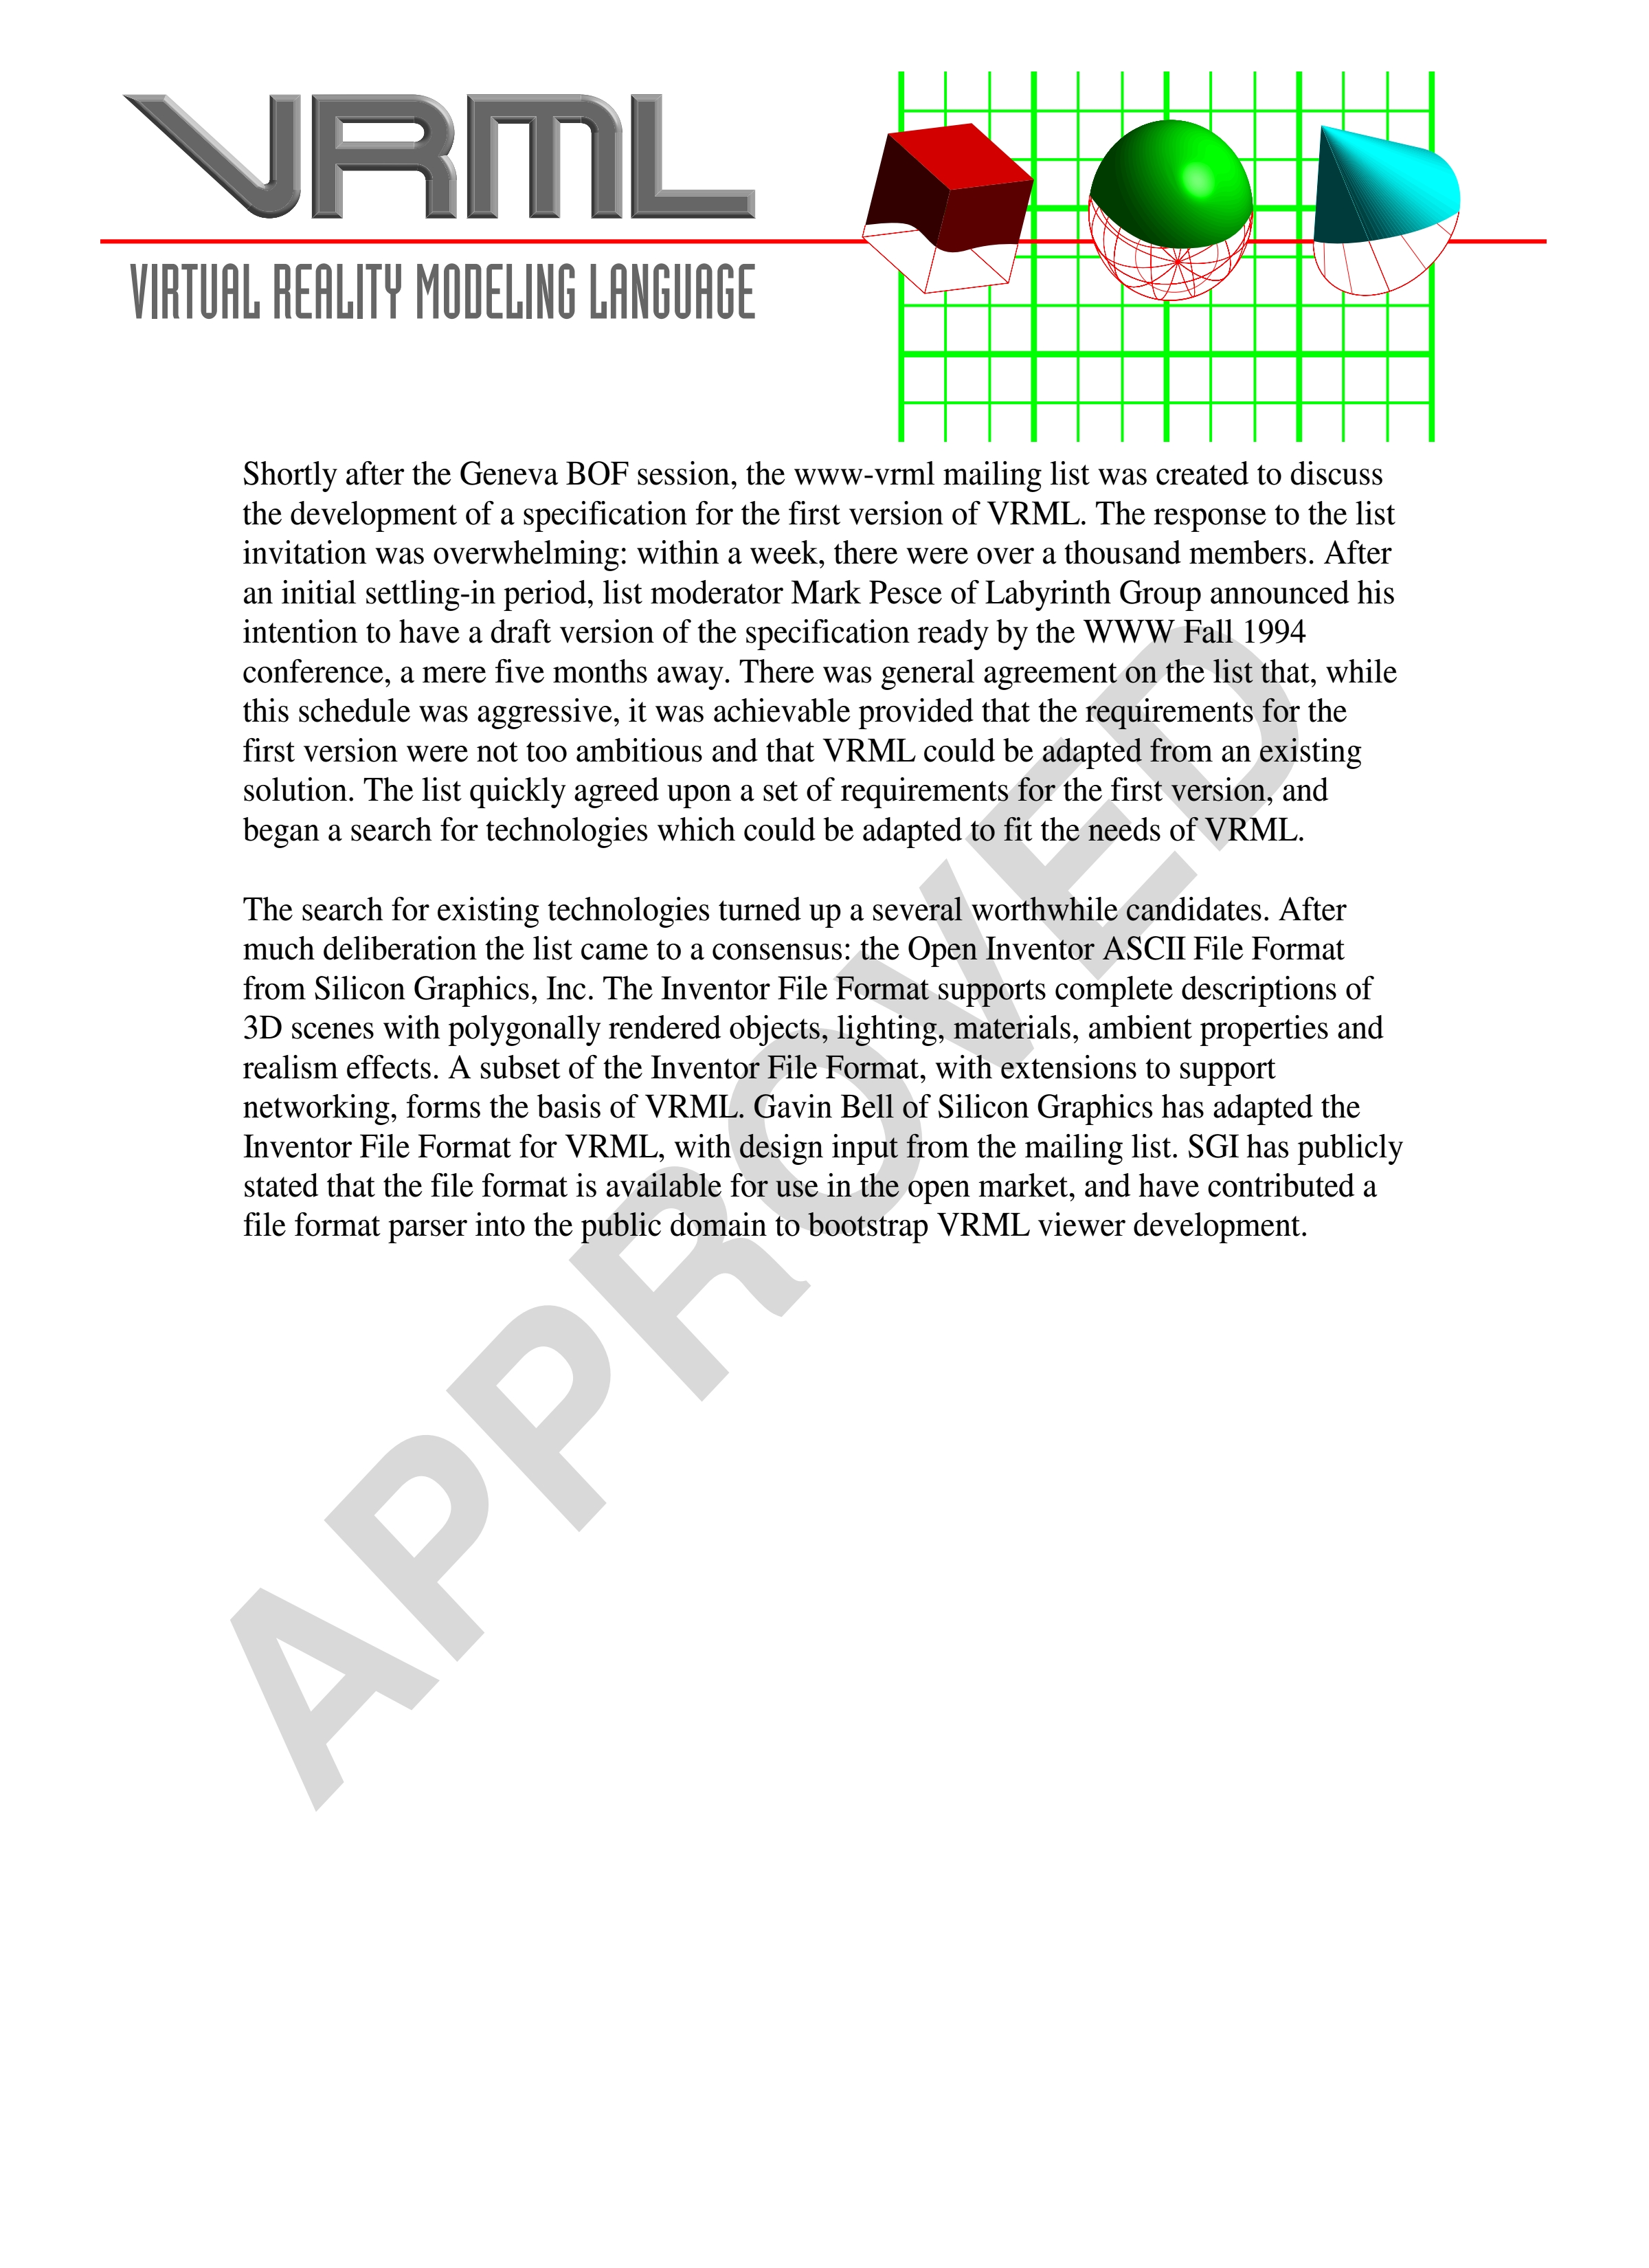 VRML
VIRTUAL REALITY MODELING LANGUAGE
Shortly after the Geneva BOF session, the www-vrml mailing list was created to discuss
the development of a specification for the first version of VRML. The response to the list
invitation was overwhelming: within a week, there were over a thousand members. After
an initial settling-in period, list moderator Mark Pesce of Labyrinth Group announced his
intention to have a draft version of the specification ready by the WWW Fall 1994
conference, a mere five months away. There was general agreement on the list that, while
this schedule was aggressive, it was achievable provided that the requirements for the
first version were not too ambitious and that VRML could be adapted from an existing
solution. The list quickly agreed upon a set of requirements for the first version, and
began a search for technologies which could be adapted to fit the needs of VRML.
The search for existing technologies turned up a several worthwhile candidates. After
much deliberation the list came to a consensus: the Open Inventor ASCII File Format
from Silicon Graphics, Inc. The Inventor File Format supports complete descriptions of
3D scenes with polygonally rendered objects, lighting, materials, ambient properties and
realism effects. A subset of the Inventor File Format, with extensions to support
networking, forms the basis of VRML. Gavin Bell of Silicon Graphics has adapted the
Inventor File Format for VRML, with design input from the mailing list. SGI has publicly
stated that the file format is available for use in the open market, and have contributed a
file format parser into the public domain to bootstrap VRML viewer development.
APPROVED